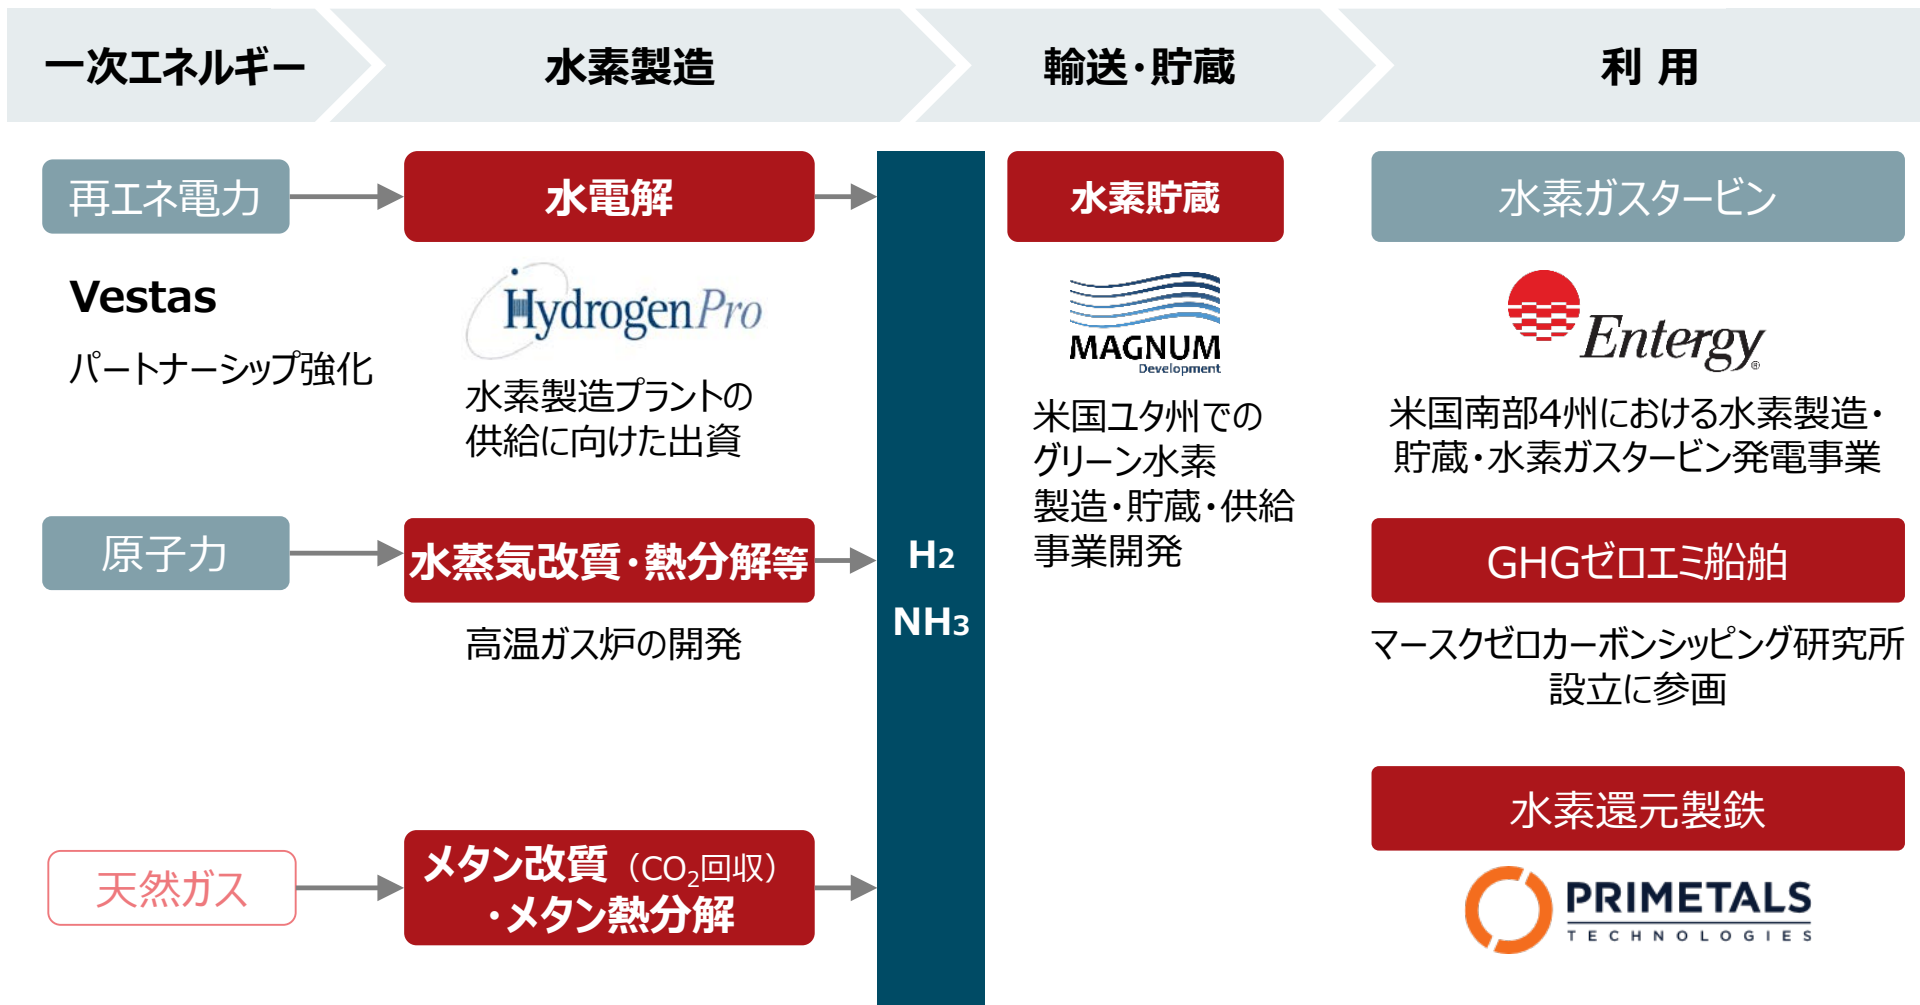 一次エネルギー
水素製造
輸送・貯蔵
利用
再エネ電力
水電解
水素貯蔵
水素ガスタービン
Vestas
パートナーシップ強化
HydrogenPro
水素製造プラントの
供給に向けた出資
MAGNUM
Development
米国ユタ州での
グリーン水素
製造・貯蔵・供給
事業開発
Entergy®
米国南部4州における水素製造・
貯蔵・水素ガスタービン発電事業
原子力
水蒸気改質・熱分解等
高温ガス炉の開発
H2
NH3
GHGゼロエミ船舶
マースクゼロカーボンシッピング研究所
設立に参画
天然ガス
メタン改質（CO₂回収）
・メタン熱分解
水素還元製鉄
PRIMETALS
TECHNOLOGIES